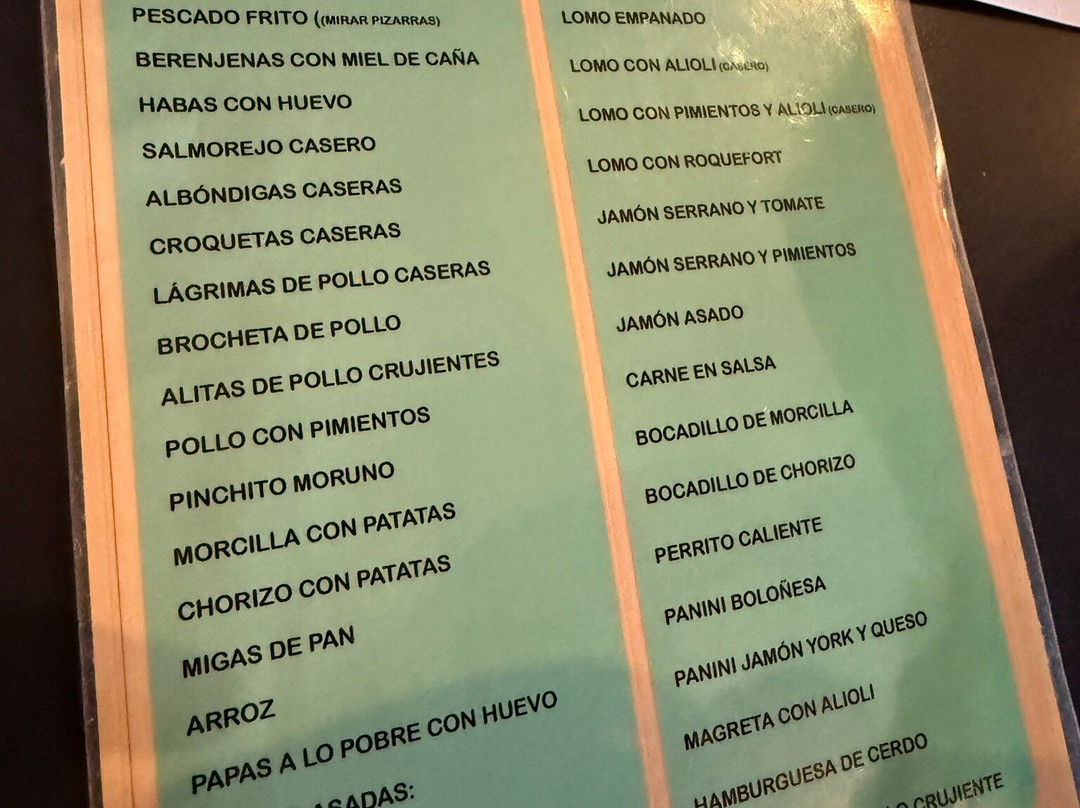 PESCADO FRITO ((MIRAR PIZARRAS)
BERENJENAS CON MIEL DE CAÑA
HABAS CON HUEVO
SALMOREJO CASERO
ALBÓNDIGAS CASERAS
CROQUETAS CASERAS
LÁGRIMAS DE POLLO CASERAS
BROCHETA DE POLLO
ALITAS DE POLLO CRUJIENTES
POLLO CON PIMIENTOS
PINCHITO MORUNO
MORCILLA CON PATATAS
CHORIZO CON PATATAS
MIGAS DE PAN
ARROZ
PAPAS A LO POBRE CON HUEVO
ASADAS:
LOMO EMPANADO
LOMO CON ALIOLI (CASERO)
LOMO CON PIMIENTOS Y ALIOLI (CASERO)
LOMO CON ROQUEFORT
JAMÓN SERRANO Y TOMATE
JAMÓN SERRANO Y PIMIENTOS
JAMÓN ASADO
CARNE EN SALSA
BOCADILLO DE MORCILLA
BOCADILLO DE CHORIZO
PERRITO CALIENTE
PANINI BOLOÑESA
PANINI JAMÓN YORK Y QUESO
MAGRETA CON ALIOLI
HAMBURGUESA DE CERDO
CRUJIENTE